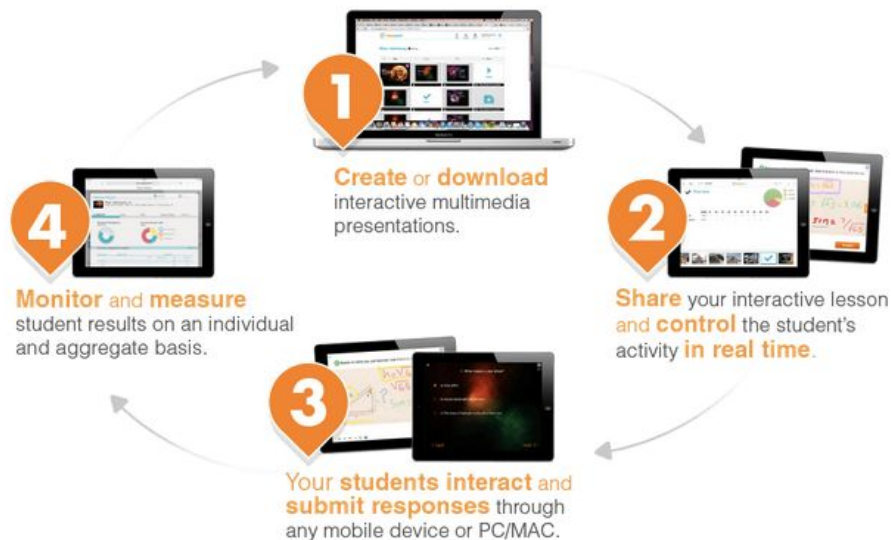 1
Create or download
interactive multimedia
presentations.
2
Share your interactive lesson
and control the student's
activity in real time.
3
Your students interact and
submit responses through
any mobile device or PC/MAC.
4
Monitor and measure
student results on an individual
and aggregate basis.